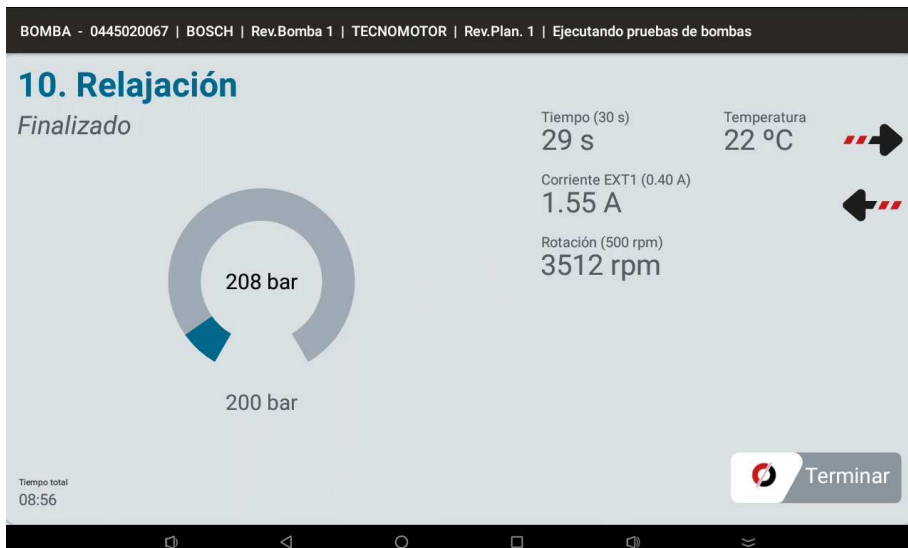 BOMBA - 0445020067 | BOSCH | Rev.Bomba 1 | TECNOMOTOR | Rev.Plan. 1 | Ejecutando pruebas de bombas
10. Relajación
Finalizado
Tiempo (30 s)
29 s
Temperatura
22 ºC
Corriente EXT1 (0.40 A)
1.55 A
Rotación (500 rpm)
3512 rpm
208 bar
200 bar
Tiempo total
08:56
Terminar